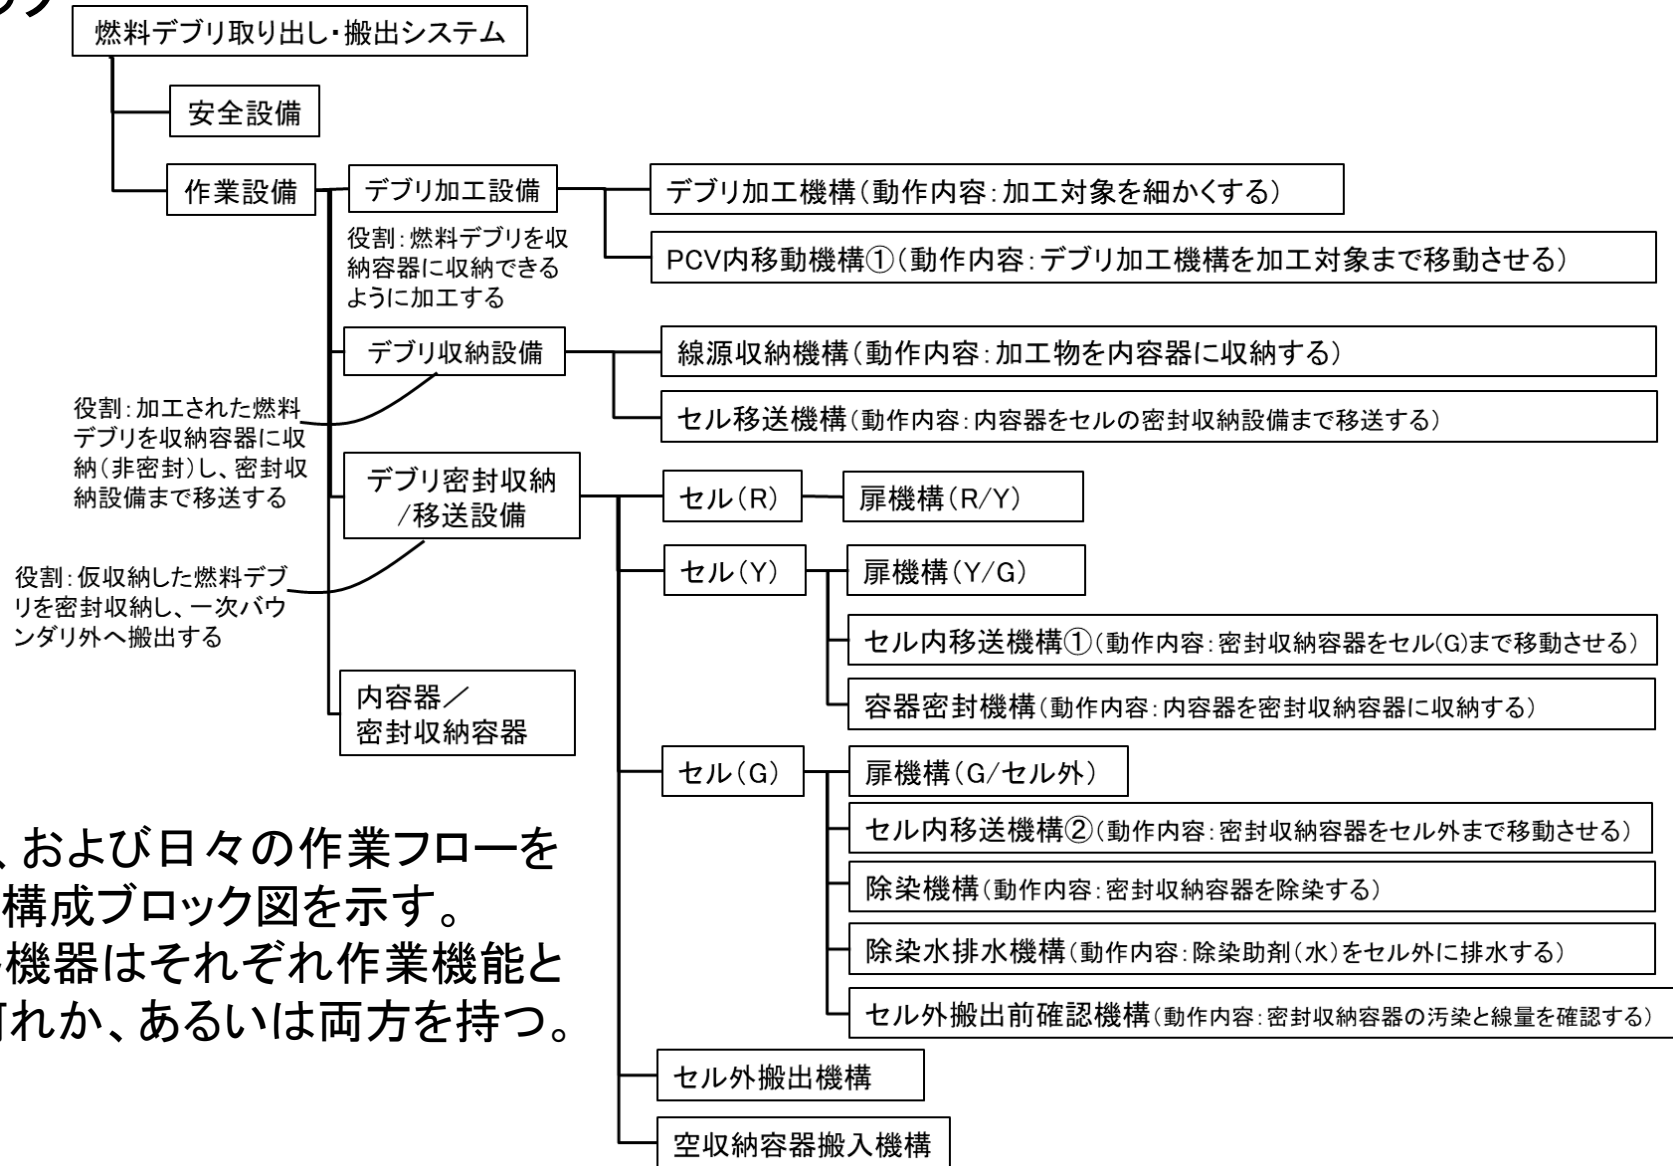 燃料デブリ取り出し・搬出システム
安全設備
作業設備
デブリ加工設備
役割：燃料デブリを収
納容器に収納できる
ように加工する
デブリ加工機構（動作内容：加工対象を細かくする）
PCV内移動機構①（動作内容：デブリ加工機構を加工対象まで移動させる）
デブリ収納設備
役割：加工された燃料
デブリを収納容器に収
納（非密封）し、密封収
納設備まで移送する
線源収納機構（動作内容：加工物を内容器に収納する）
セル移送機構（動作内容：内容器をセルの密封収納設備まで移送する）
デブリ密封収納
/移送設備
役割：仮収納した燃料デブ
リを密封収納し、一次バウ
ンダリ外へ搬出する
セル（R）
扉機構（R/Y）
セル（Y）
扉機構（Y/G）
セル内移送機構①（動作内容：密封収納容器をセル(G)まで移動させる）
容器密封機構（動作内容：内容器を密封収納容器に収納する）
セル（G）
扉機構（G/セル外）
セル内移送機構②（動作内容：密封収納容器をセル外まで移動させる）
除染機構（動作内容：密封収納容器を除染する）
除染水排水機構（動作内容：除染助剤（水）をセル外に排水する）
セル外搬出前確認機構（動作内容：密封収納容器の汚染と線量を確認する）
セル外搬出機構
空収納容器搬入機構
内容器／
密封収納容器
、および日々の作業フローを
構成ブロック図を示す。
機器はそれぞれ作業機能と
れか、あるいは両方を持つ。